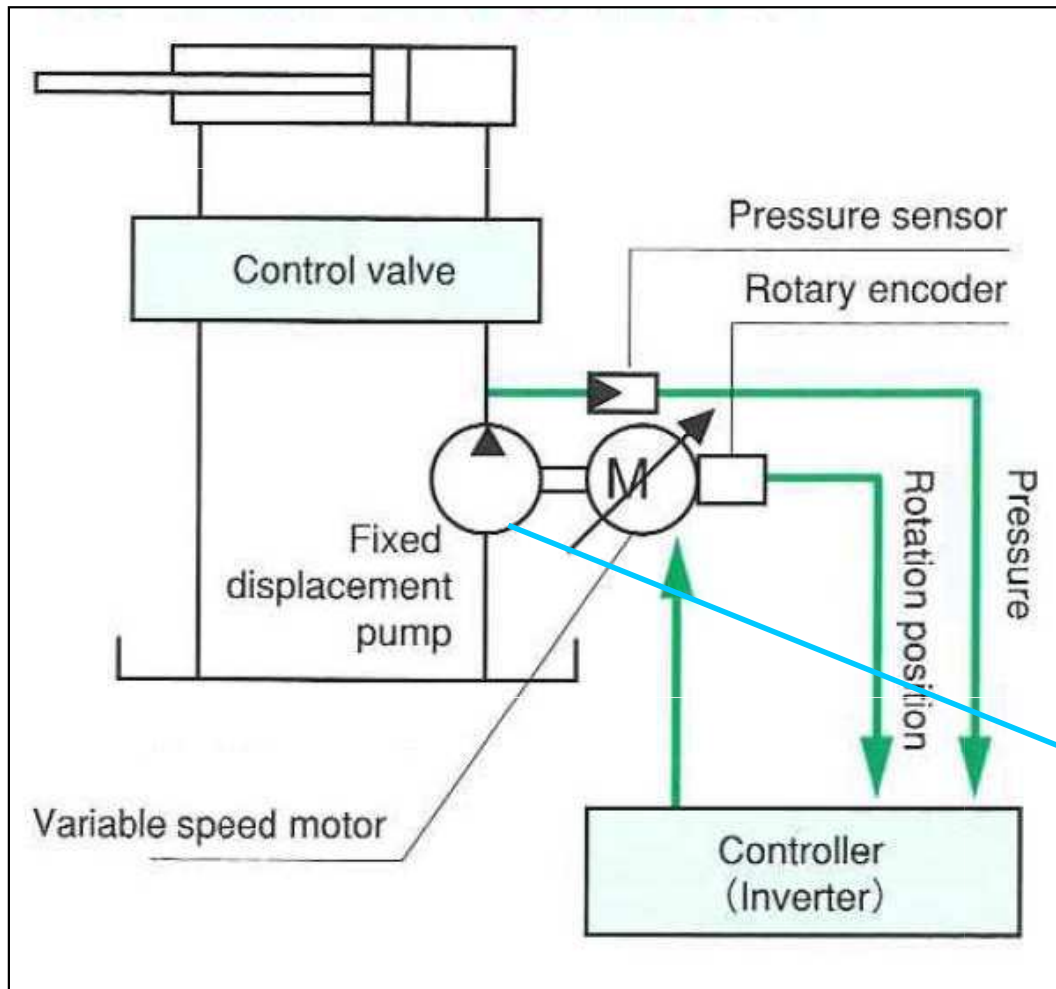 Control valve
Pressure sensor
Rotary encoder
M
Fixed
displacement
pump
Rotation position
Pressure
Variable speed motor
Controller
(Inverter)